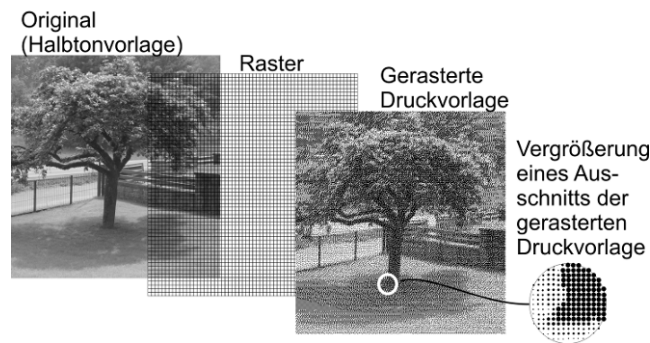 Original
(Halbtonvorlage)
Raster
Gerasterte
Druckvorlage
Vergrößerung
eines Aus-
schnitts der
gerasterten
Druckvorlage